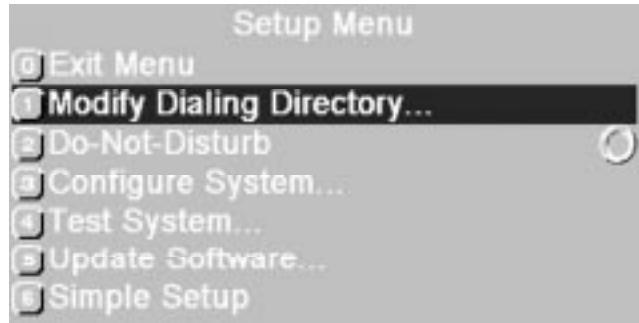 Setup Menu
0 Exit Menu
1 Modify Dialing Directory...
2 Do-Not-Disturb
3 Configure System...
4 Test System...
5 Update Software...
6 Simple Setup